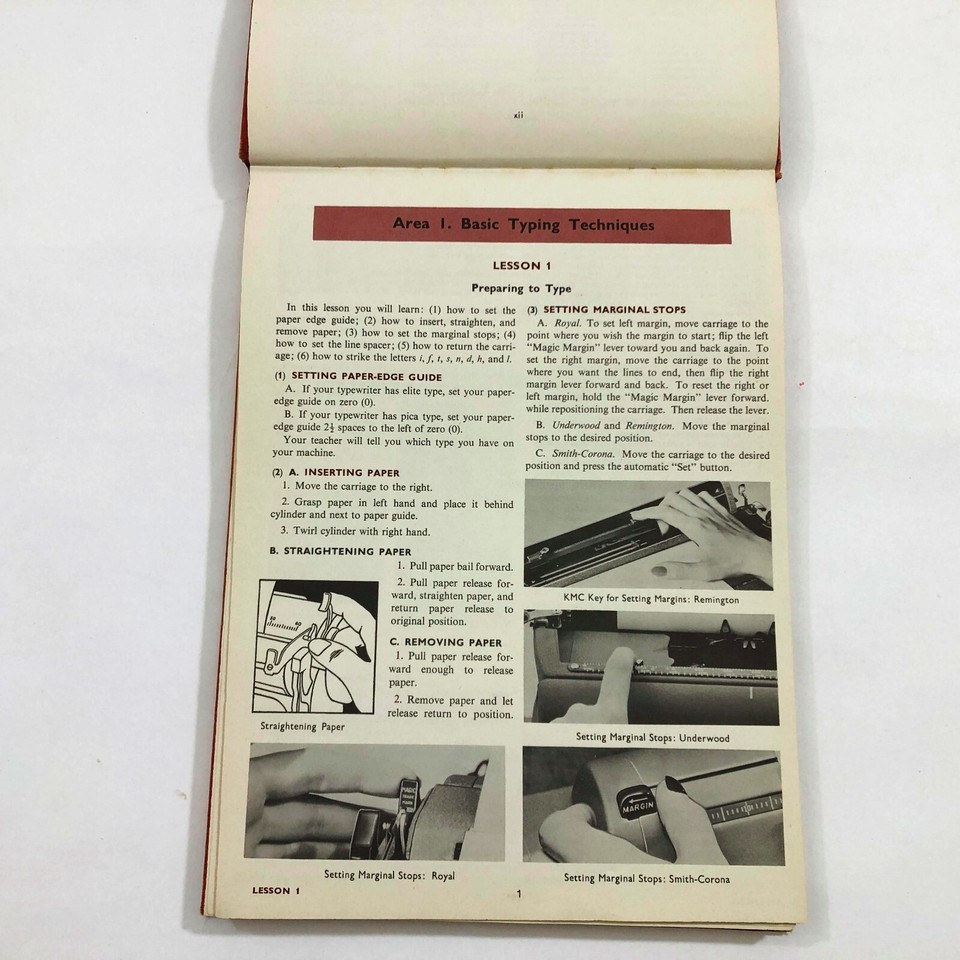 xii
Area 1. Basic Typing Techniques
LESSON 1
Preparing to Type
In this lesson you will learn: (1) how to set the
paper edge guide; (2) how to insert, straighten, and
remove paper; (3) how to set the marginal stops; (4)
how to set the line spacer; (5) how to return the carri-
age; (6) how to strike the letters i, f, t, s, n, d, h, and l.
(1) SETTING PAPER-EDGE GUIDE
A. If your typewriter has elite type, set your paper-
edge guide on zero (0).
B. If your typewriter has pica type, set your paper-
edge guide 2½ spaces to the left of zero (0).
Your teacher will tell you which type you have on
your machine.
(2) A. INSERTING PAPER
1. Move the carriage to the right.
2. Grasp paper in left hand and place it behind
cylinder and next to paper guide.
3. Twirl cylinder with right hand.
B. STRAIGHTENING PAPER
1. Pull paper bail forward.
2. Pull paper release for-
ward, straighten paper, and
return paper release to
original position.
C. REMOVING PAPER
1. Pull paper release for-
ward enough to release
paper.
2. Remove paper and let
release return to position.
Straightening Paper
MAGIC
Setting Marginal Stops: Royal
(3) SETTING MARGINAL STOPS
A. Royal. To set left margin, move carriage to the
point where you wish the margin to start; flip the left
"Magic Margin" lever toward you and back again. To
set the right margin, move the carriage to the point
where you want the lines to end, then flip the right
margin lever forward and back. To reset the right or
left margin, hold the "Magic Margin" lever forward.
while repositioning the carriage. Then release the lever.
B. Underwood and Remington. Move the marginal
stops to the desired position.
C. Smith-Corona. Move the carriage to the desired
position and press the automatic "Set" button.
KMC Key for Setting Margins: Remington
Setting Marginal Stops: Underwood
MARGIN
Setting Marginal Stops: Smith-Corona
LESSON 1
1